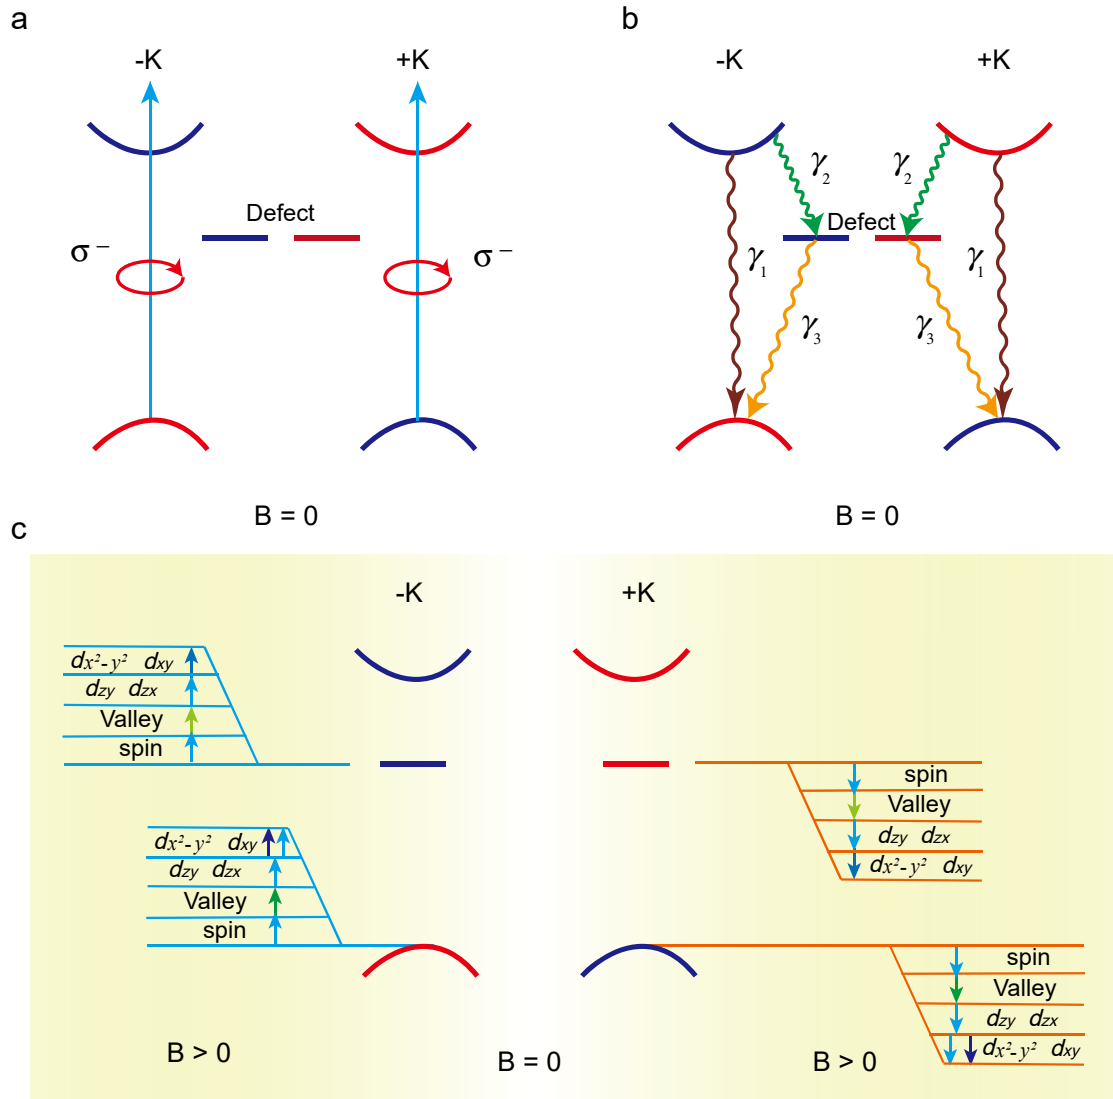 a
-K
+K
Defect
σ⁻
σ⁻
B = 0
b
-K
+K
γ₂
γ₂
Defect
γ₁
γ₁
γ₃
γ₃
B = 0
c
-K
+K
dx²-y² dxy
dzy dzx
Valley
spin
dx²-y² dxy
dzy dzx
Valley
spin
spin
Valley
dzy dzx
dx²-y² dxy
spin
Valley
dzy dzx
dx²-y² dxy
B > 0
B = 0
B > 0